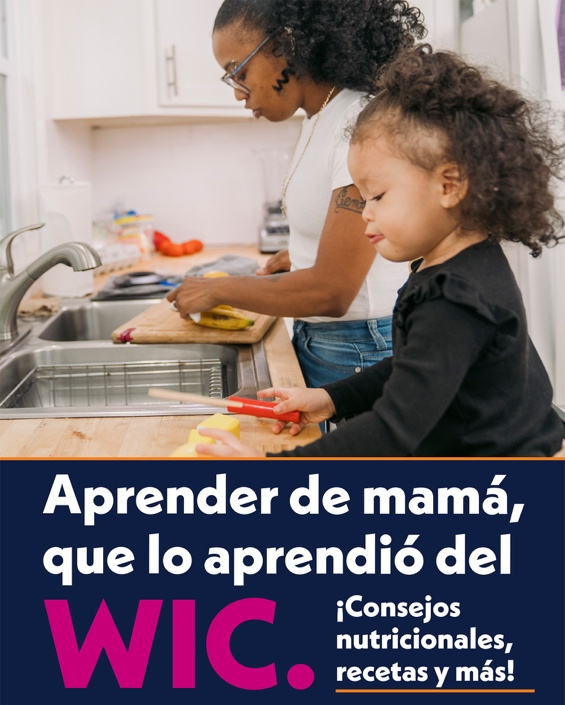 Aprender de mamá,
que lo aprendió del
WIC.
¡Consejos
nutricionales,
recetas y más!